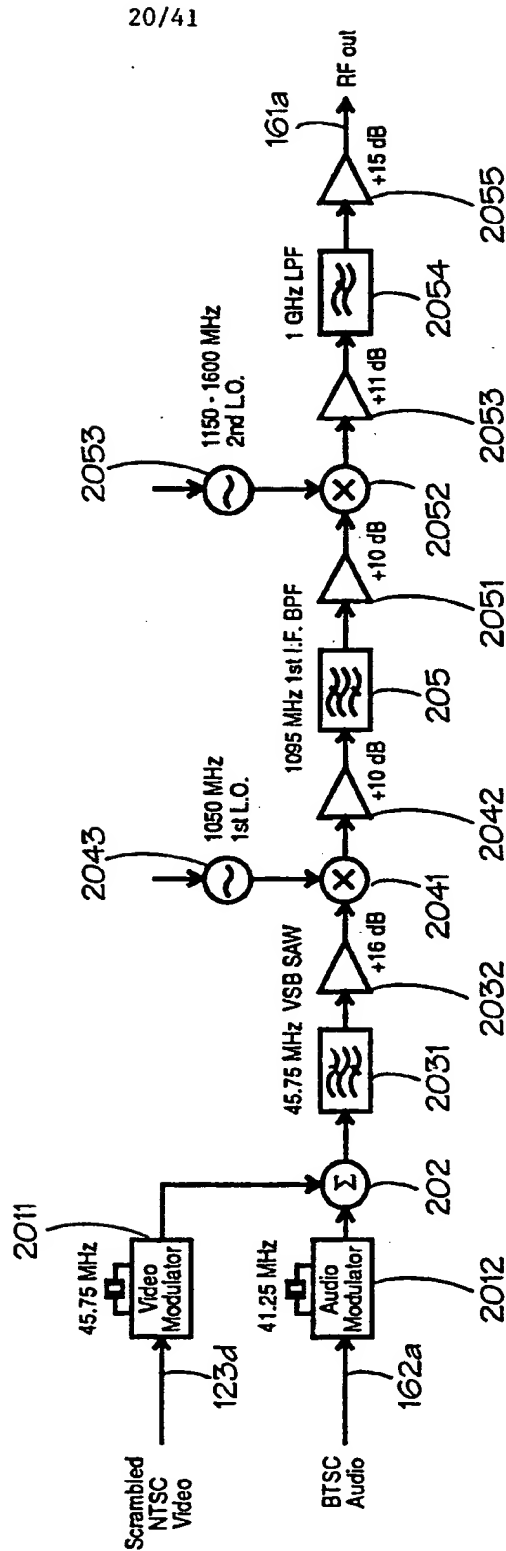 20/41
Scrambled
NTSC
Video
123d
45.75 MHz
Video
Modulator
2011
BTSC
Audio
162a
41.25 MHz
Audio
Modulator
2012
Σ
202
45.75 MHz VSB SAW
2031
+16 dB
2032
2043
1050 MHz
1st L.O.
X
2041
+10 dB
2042
1095 MHz 1st I.F. BPF
205
+10 dB
2051
2053
1150 - 1600 MHz
2nd L.O.
X
2052
+11 dB
2053
1 GHz LPF
2054
+15 dB
2055
161a
RF out